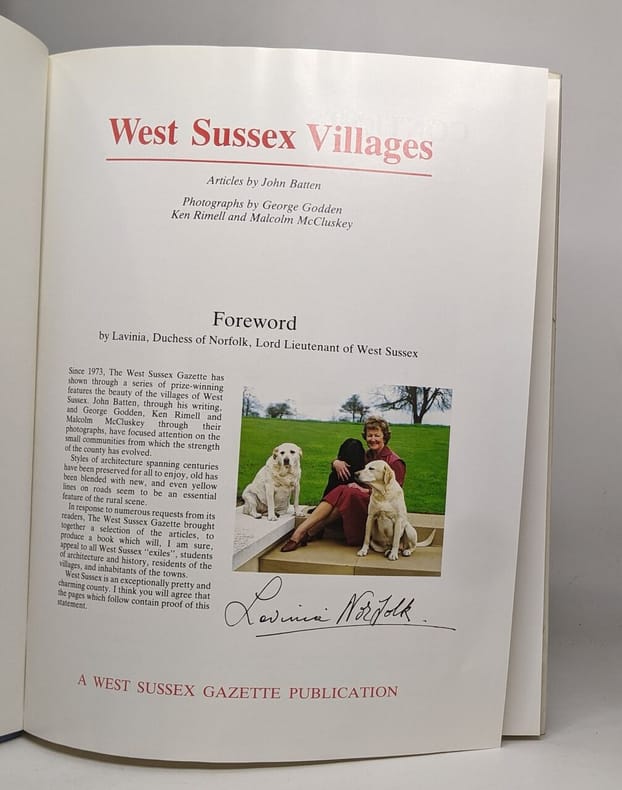 West Sussex Villages
Articles by John Batten
Photographs by George Godden
Ken Rimell and Malcolm McCluskey
Foreword
by Lavinia, Duchess of Norfolk, Lord Lieutenant of West Sussex
Since 1973, The West Sussex Gazette has
shown through a series of prize-winning
features the beauty of the villages of West
Sussex. John Batten, through his writing,
and George Godden, Ken Rimell and
Malcolm McCluskey through their
photographs, have focused attention on the
small communities from which the strength
of the county has evolved.
Styles of architecture spanning centuries
have been preserved for all to enjoy, old has
been blended with new, and even yellow
lines on roads seem to be an essential
feature of the rural scene.
In response to numerous requests from its
readers, The West Sussex Gazette brought
together a selection of the articles, to
produce a book which will, I am sure,
appeal to all West Sussex "exiles", students
of architecture and history, residents of the
villages, and inhabitants of the towns.
West Sussex is an exceptionally pretty and
charming county. I think you will agree that
the pages which follow contain proof of this
statement.
Lavinia Norfolk.
A WEST SUSSEX GAZETTE PUBLICATION